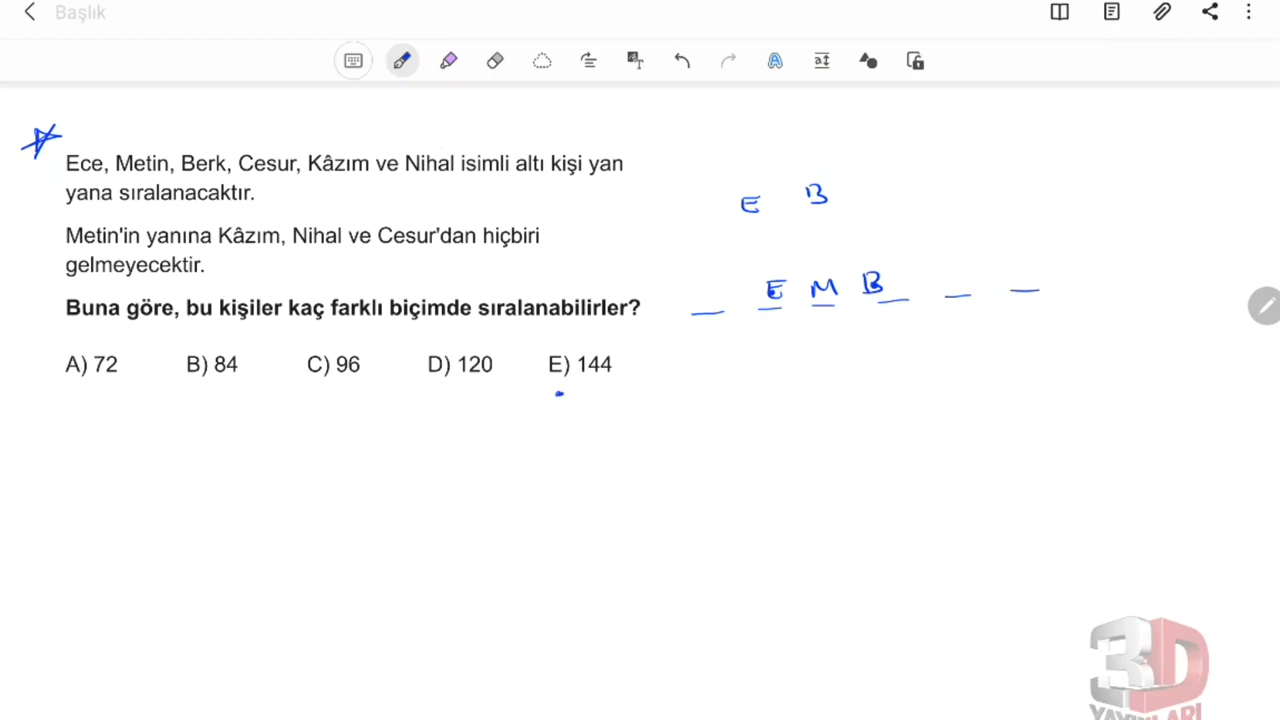 Başlık
Ece, Metin, Berk, Cesur, Kâzım ve Nihal isimli altı kişi yan
yana sıralanacaktır.
Metin'in yanına Kâzım, Nihal ve Cesur'dan hiçbiri
gelmeyecektir.
Buna göre, bu kişiler kaç farklı biçimde sıralanabilirler?
A) 72 B) 84 C) 96 D) 120 E) 144
E B
E M B
3D
YAYINLARI